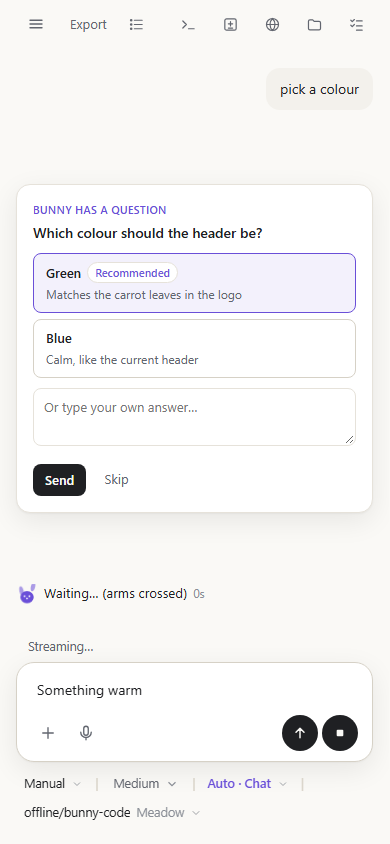 Export
pick a colour
BUNNY HAS A QUESTION
Which colour should the header be?
Green Recommended
Matches the carrot leaves in the logo
Blue
Calm, like the current header
Or type your own answer...
Send Skip
Waiting... (arms crossed) 0s
Streaming...
Something warm
Manual | Medium | Auto · Chat |
offline/bunny-code Meadow